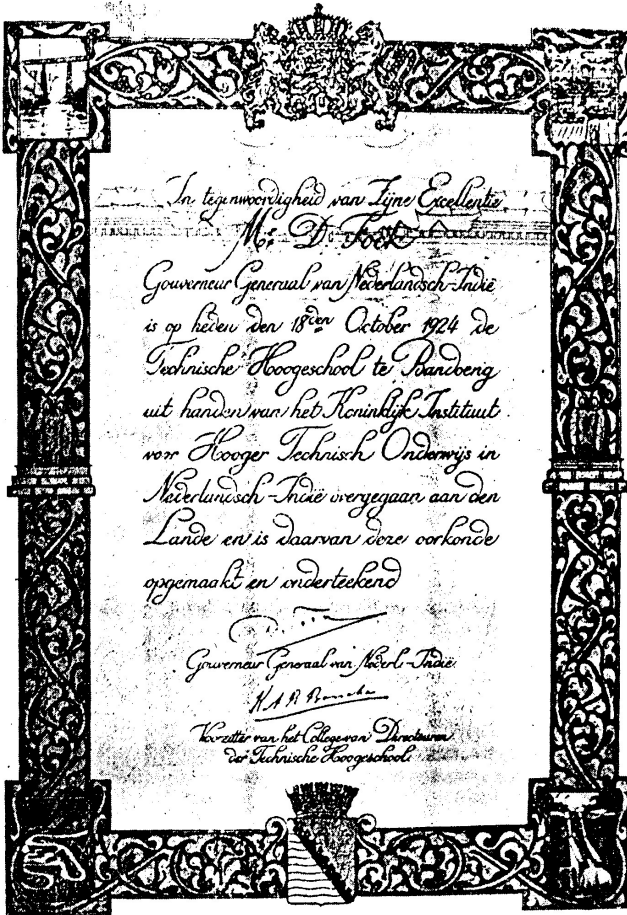 In tegenwoordigheid van Zijne Excellentie
Mr. D. Fock
Gouverneur Generaal van Nederlandsch-Indië
is op heden den 18den October 1924 de
Technische Hoogeschool te Bandoeng
uit handen van het Koninklijk Instituut
voor Hooger Technisch Onderwijs in
Nederlandsch-Indië overgegaan aan den
Lande en is daarvan deze oorkonde
opgemaakt en onderteekend
Gouverneur Generaal van Nederl.-Indië
K A R Bosscha
Voorzitter van het College van Directeuren
der Technische Hoogeschool